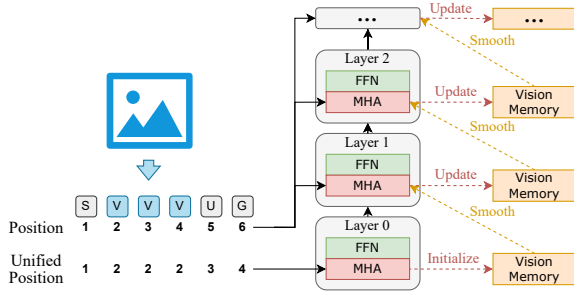 ...
Update
...
Smooth
Layer 2
FFN
MHA
Update
Vision
Memory
Smooth
Layer 1
FFN
MHA
Update
Vision
Memory
Smooth
S V V V U G
Position 1 2 3 4 5 6
Layer 0
FFN
MHA
Initialize
Vision
Memory
Unified
Position 1 2 2 2 3 4